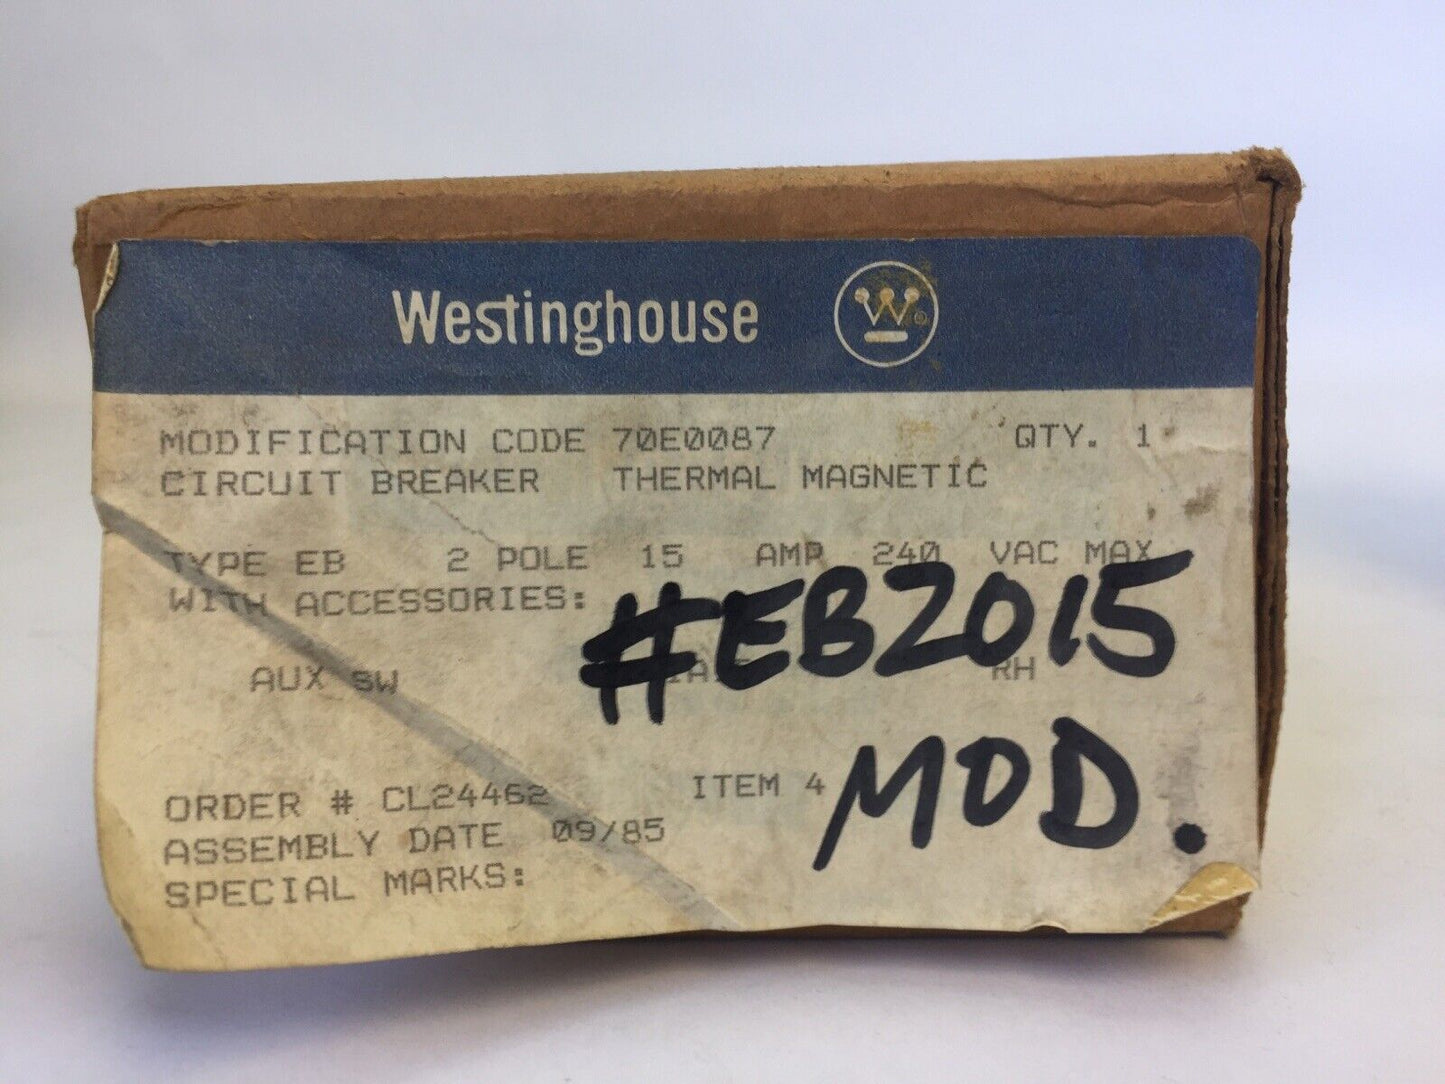 Westinghouse W®
MODIFICATION CODE 70E0087 QTY. 1
CIRCUIT BREAKER THERMAL MAGNETIC
TYPE EB 2 POLE 15 AMP 240 VAC MAX
WITH ACCESSORIES:
#EB2015
AUX SW RH
MOD.
ORDER # CL24462 ITEM 4
ASSEMBLY DATE 09/85
SPECIAL MARKS: